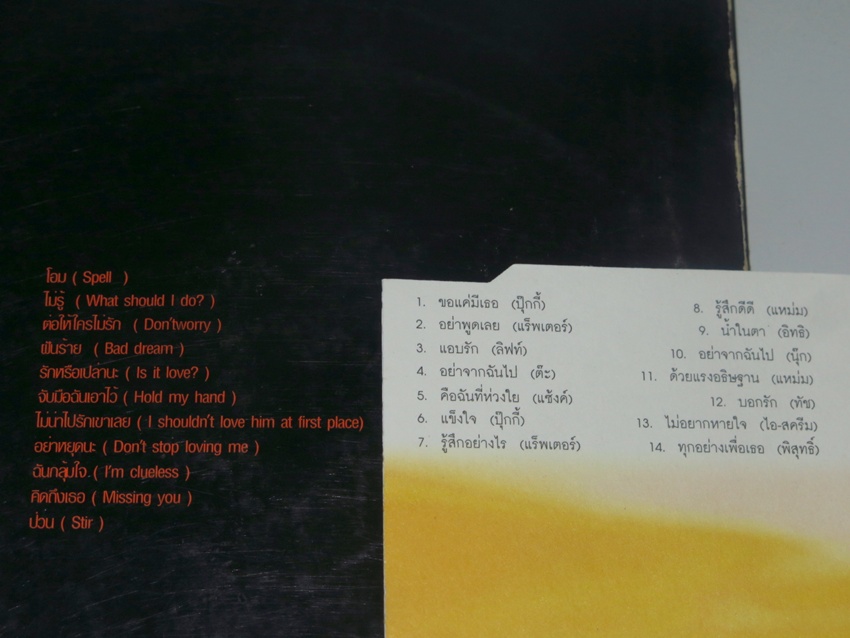 โอม ( Spell )
ไม่รู้ ( What should I do? )
ต่อให้ใครไม่รัก ( Don'tworry )
ฝันร้าย ( Bad dream )
รักหรือเปล่านะ ( Is it love? )
จับมือฉันเอาไว้ ( Hold my hand )
ไม่น่าไปรักเขาเลย ( I shouldn't love him at first place)
อย่าหยุดนะ ( Don't stop loving me )
ฉันกลุ้มใจ ( I'm clueless )
คิดถึงเธอ ( Missing you )
ป่วน ( Stir )
1. ขอแค่มีเธอ (ปุ๊กกี้)
2. อย่าพูดเลย (แร็พเตอร์)
3. แอบรัก (ลิฟท์)
4. อย่าจากฉันไป (ต๊ะ)
5. คือฉันที่ห่วงใย (แซ้งค์)
6. แข็งใจ (ปุ๊กกี้)
7. รู้สึกอย่างไร (แร็พเตอร์)
8. รู้สึกดีดี (แหม่ม)
9. น้ำในตา (อิทธิ)
10. อย่าจากฉันไป (นุ๊ก)
11. ด้วยแรงอธิษฐาน (แหม่ม)
12. บอกรัก (ทัช)
13. ไม่อยากหายใจ (ไอ-สครีม)
14. ทุกอย่างเพื่อเธอ (พิสุทธิ์)